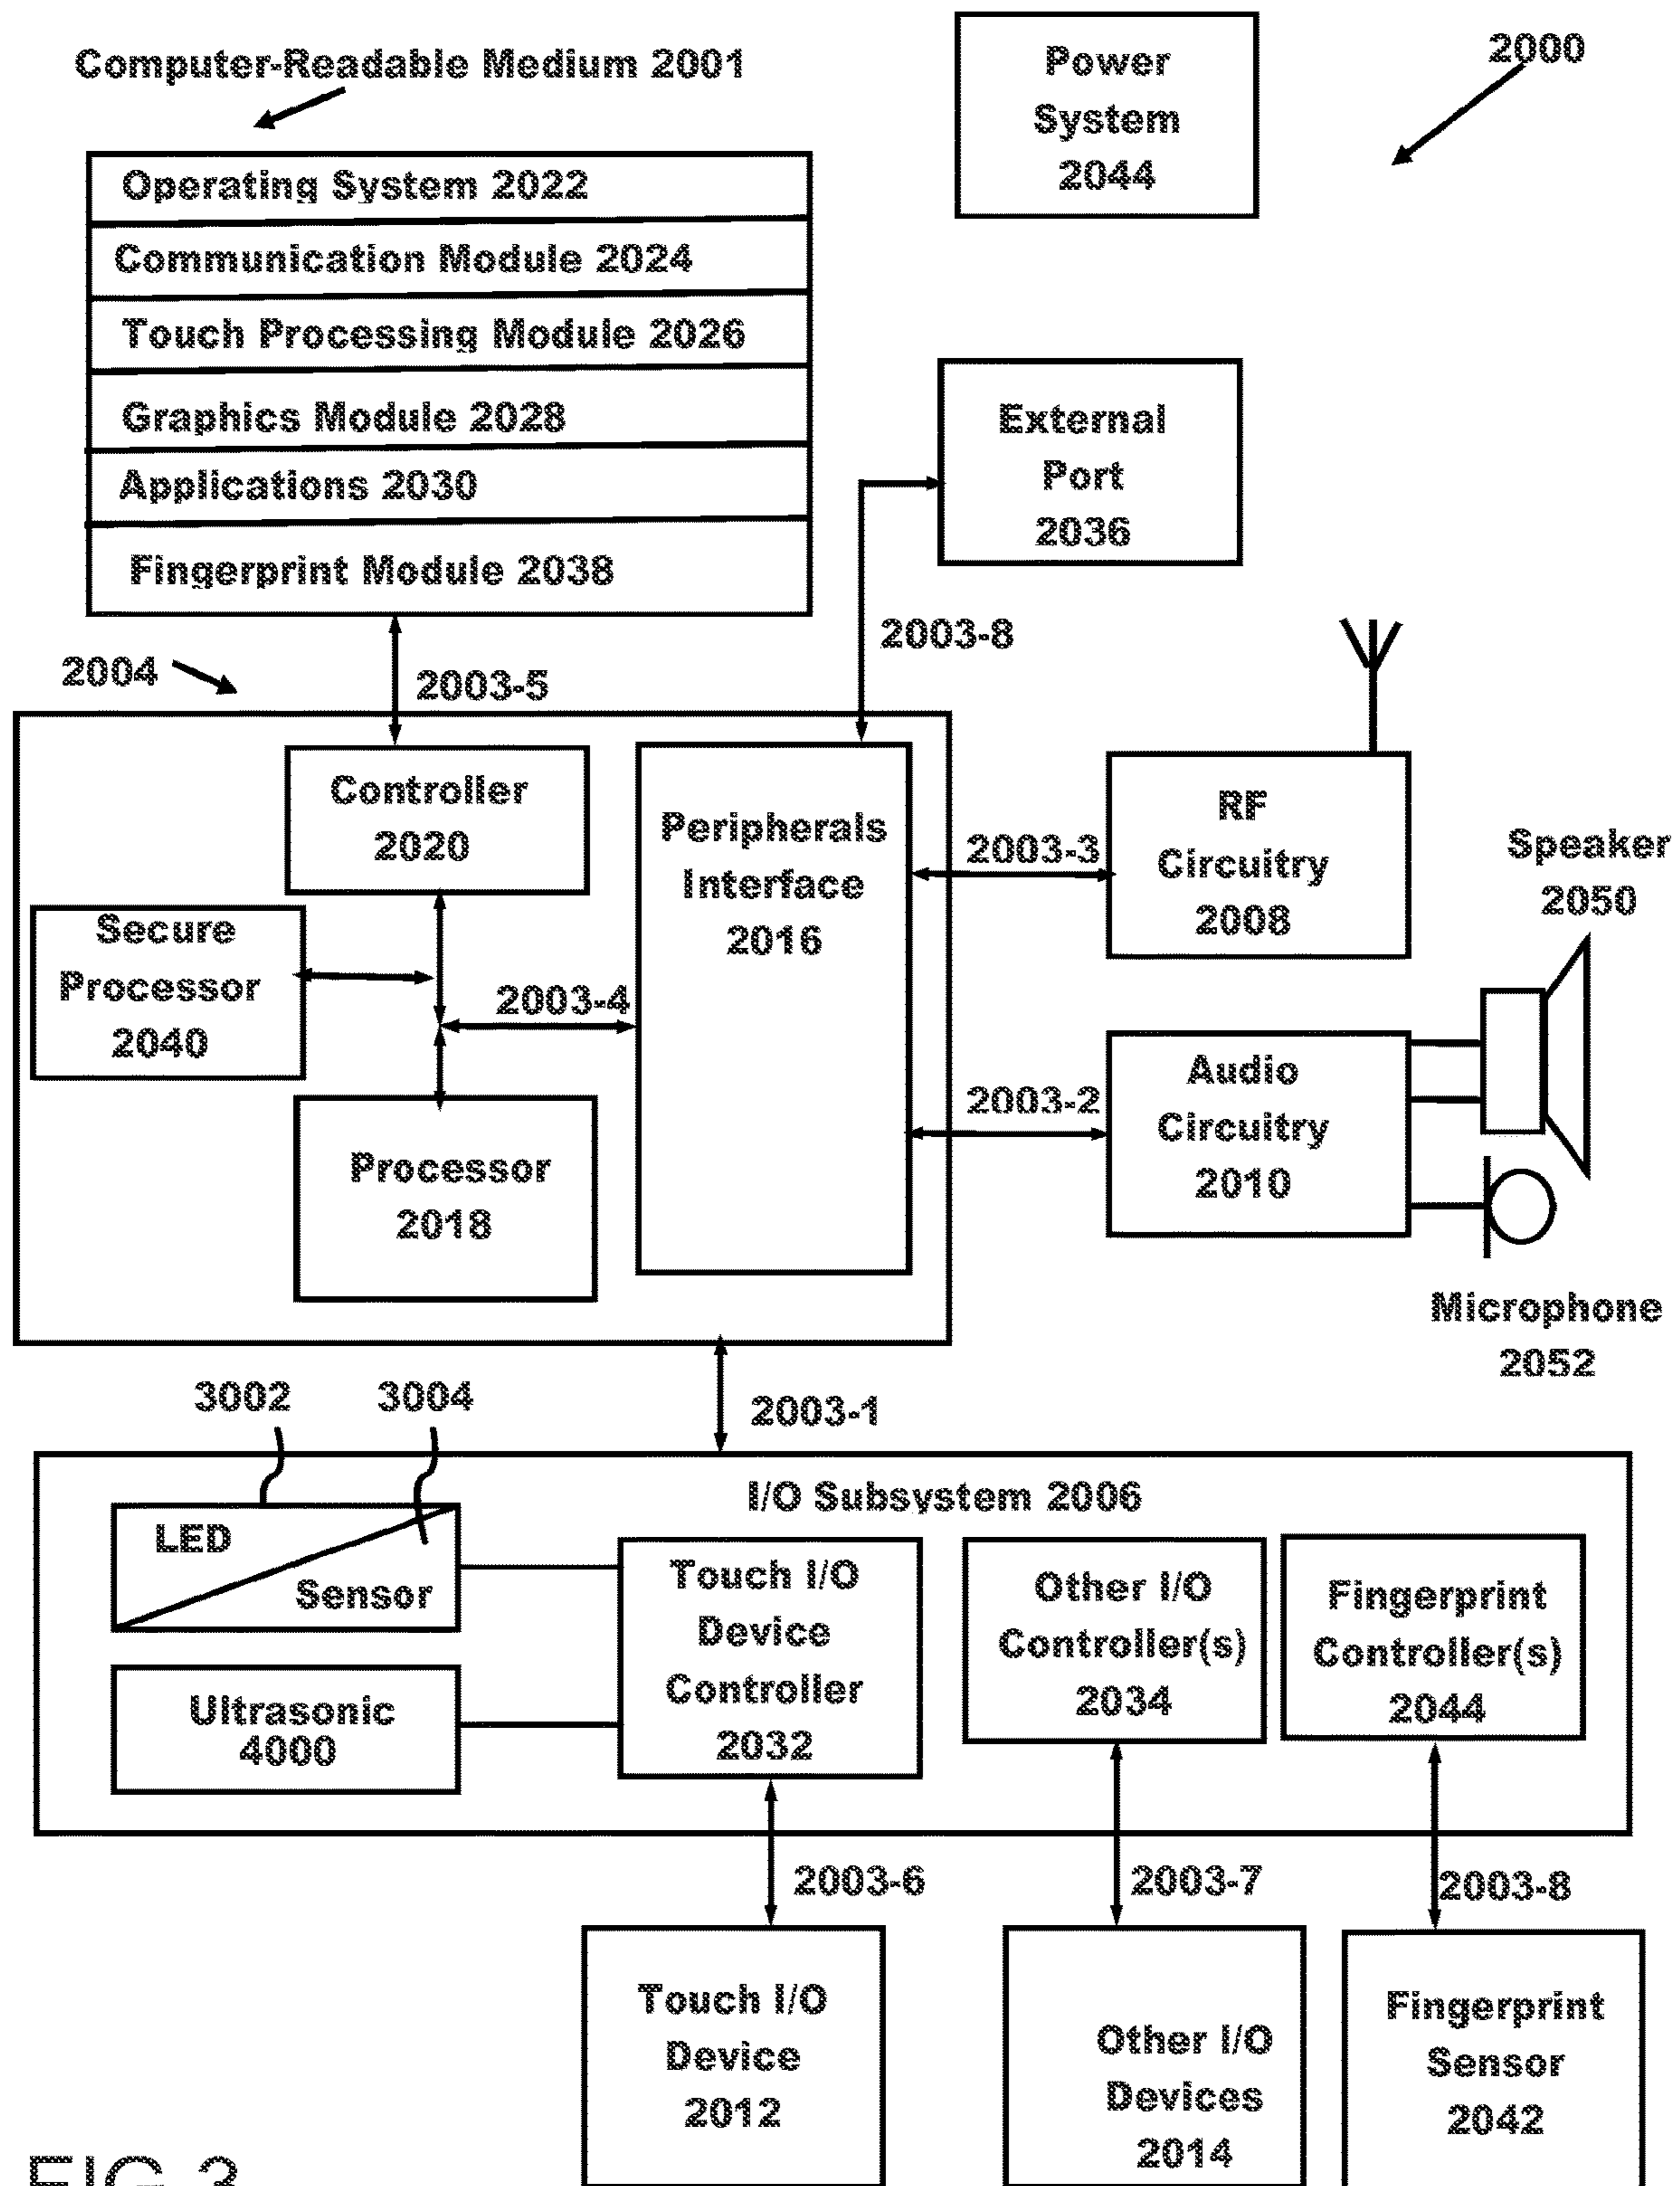 Computer-Readable Medium 2001
Power
System
2044
2000
Operating System 2022
Communication Module 2024
Touch Processing Module 2026
Graphics Module 2028
Applications 2030
Fingerprint Module 2038
External
Port
2036
2003-8
2004
2003-5
Controller
2020
Secure
Processor
2040
2003-4
Processor
2018
Peripherals
Interface
2016
2003-3
RF
Circuitry
2008
Speaker
2050
2003-2
Audio
Circuitry
2010
Microphone
2052
3002
3004
2003-1
I/O Subsystem 2006
LED
Sensor
Ultrasonic
4000
Touch I/O
Device
Controller
2032
Other I/O
Controller(s)
2034
Fingerprint
Controller(s)
2044
2003-6
2003-7
2003-8
Touch I/O
Device
2012
Other I/O
Devices
2014
Fingerprint
Sensor
2042
FIG 3